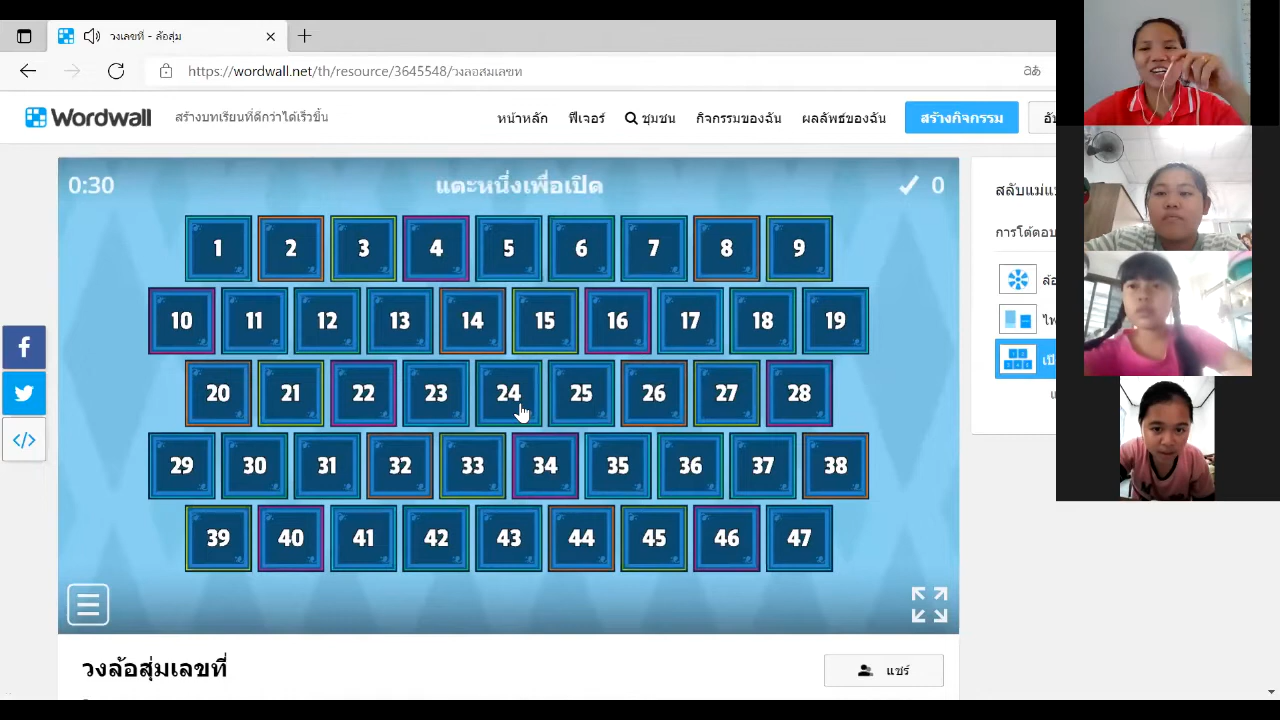 วงเลขที่ - ล้อสุ่ม
https://wordwall.net/th/resource/3645548/วงลอสมเลขท
Wordwall
สร้างบทเรียนที่ดีกว่าได้เร็วขึ้น
หน้าหลัก ฟีเจอร์ ชุมชน กิจกรรมของฉัน ผลลัพธ์ของฉัน สร้างกิจกรรม
0:30 แตะหนึ่งเพื่อเปิด 0
1 2 3 4 5 6 7 8 9
10 11 12 13 14 15 16 17 18 19
20 21 22 23 24 25 26 27 28
29 30 31 32 33 34 35 36 37 38
39 40 41 42 43 44 45 46 47
วงล้อสุ่มเลขที่
แชร์
การโต้ตอบ